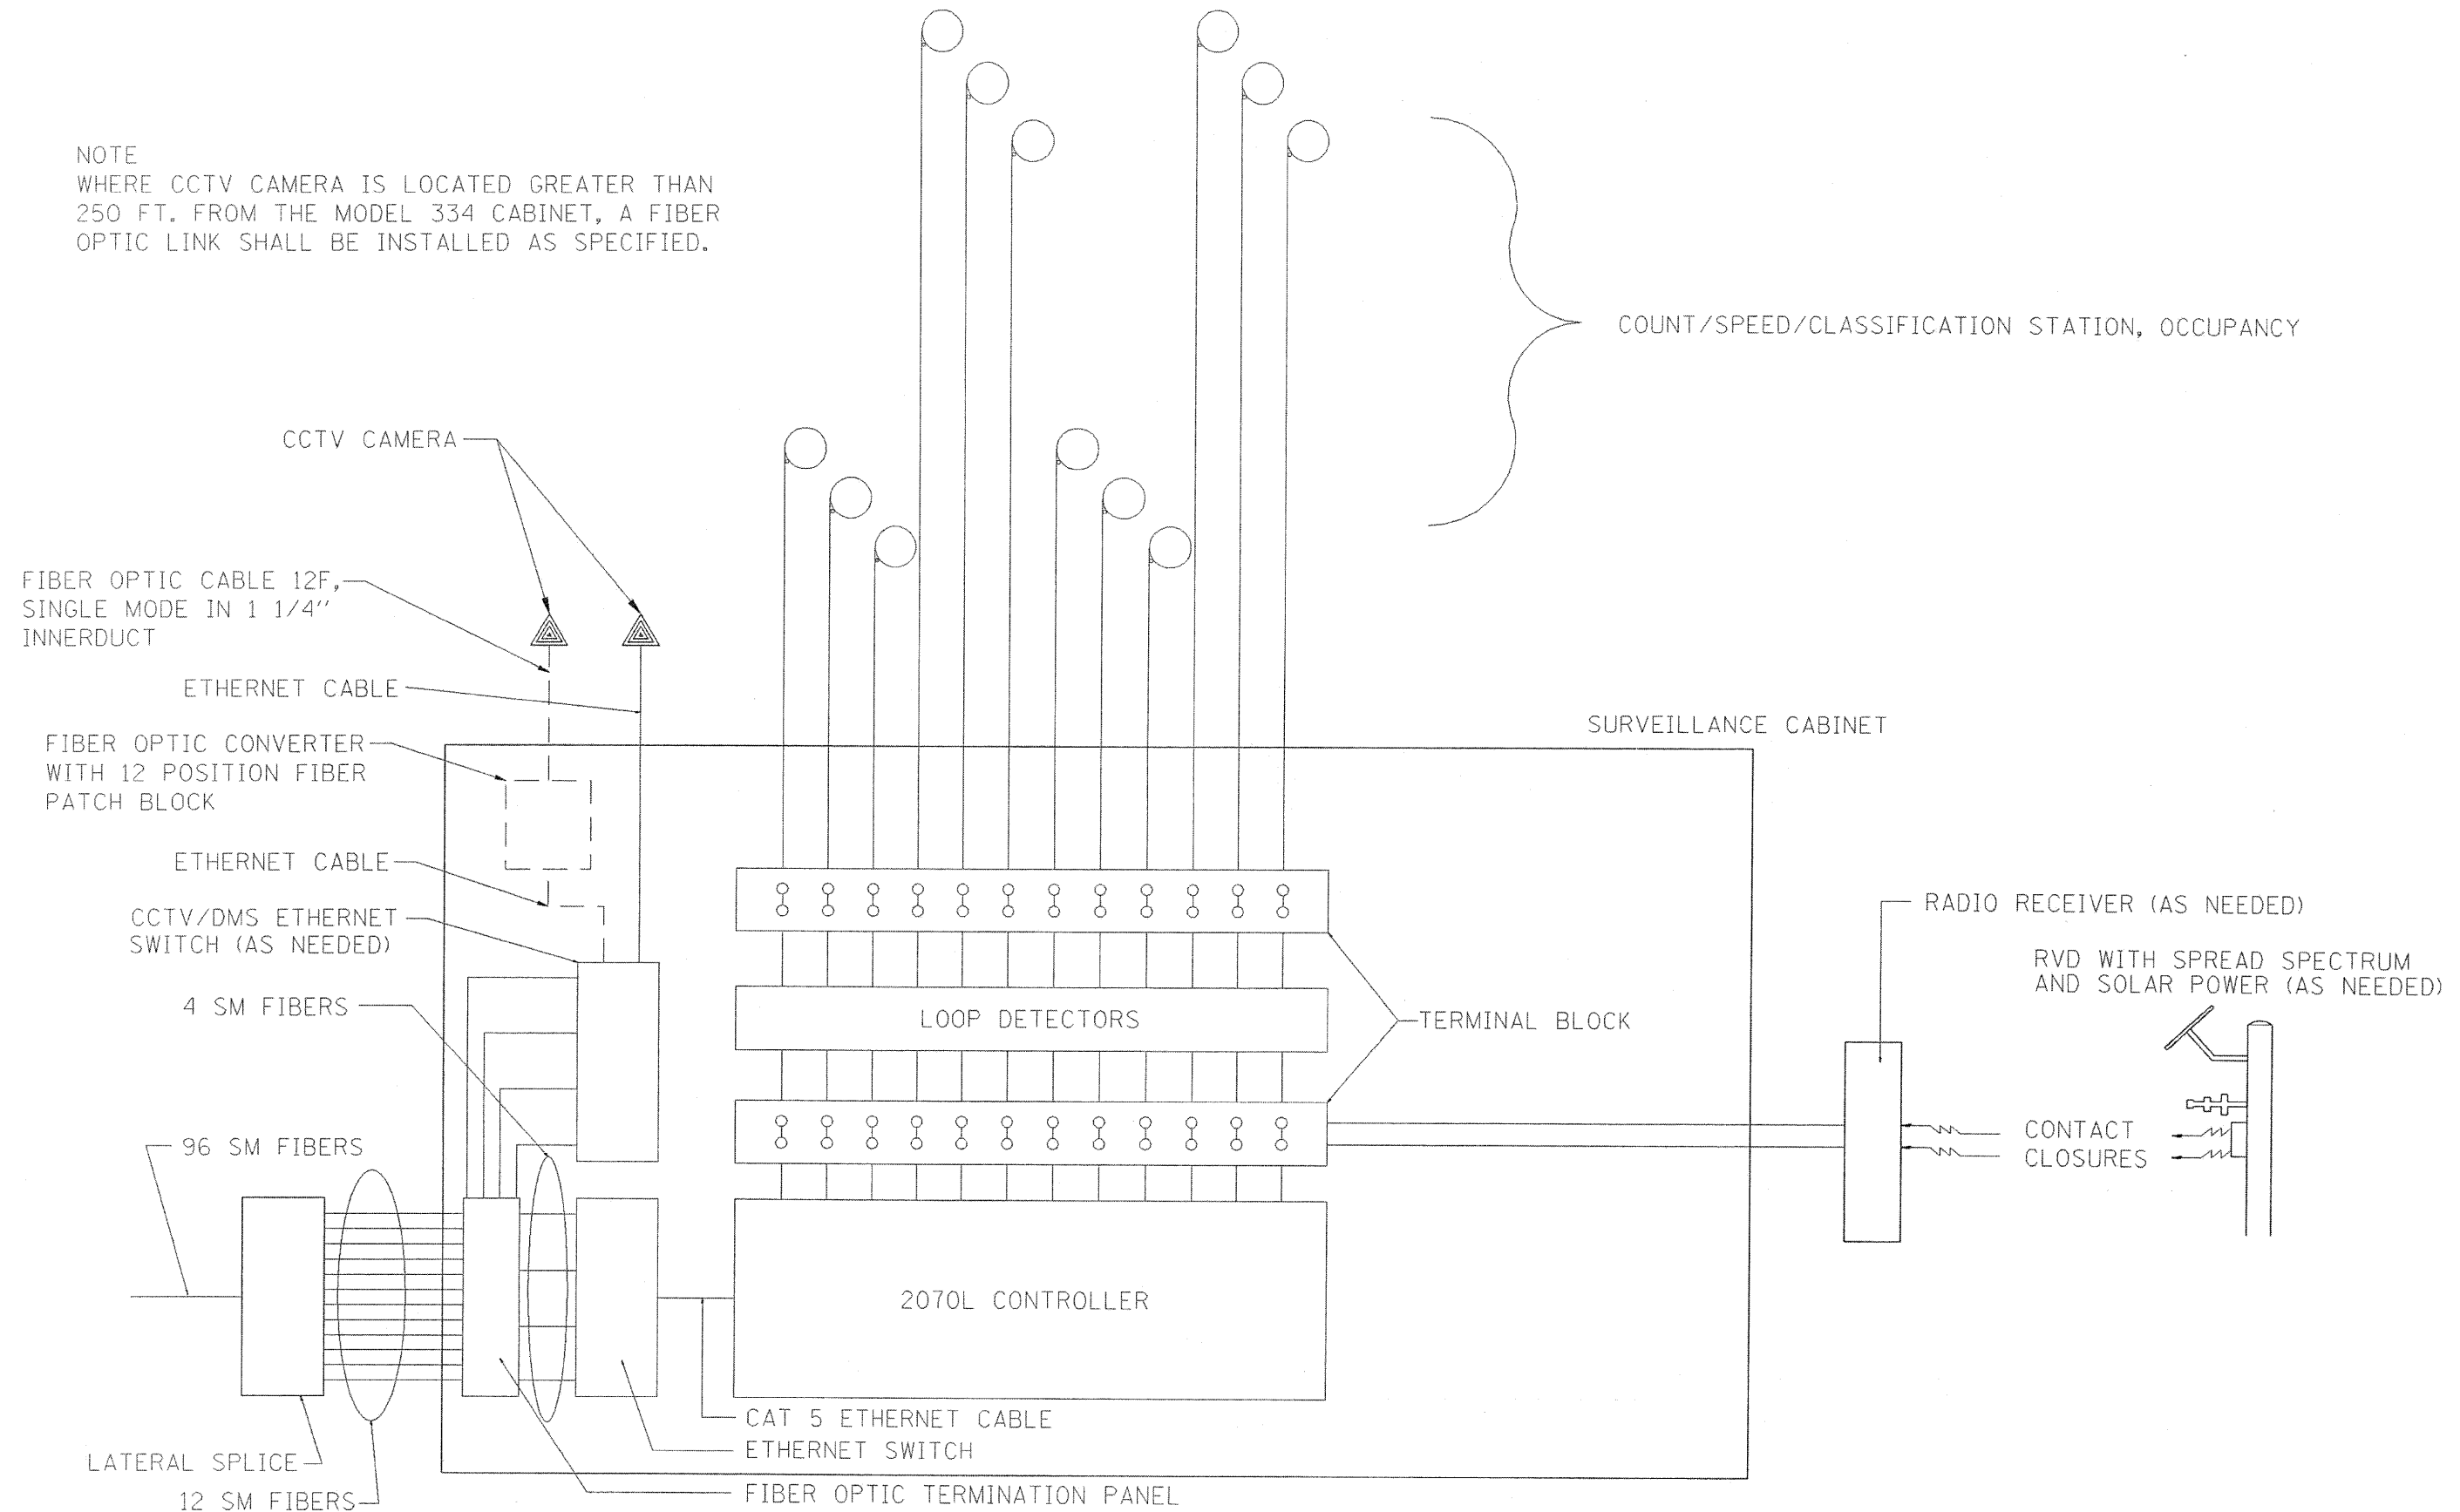 NOTE
WHERE CCTV CAMERA IS LOCATED GREATER THAN
250 FT. FROM THE MODEL 334 CABINET, A FIBER
OPTIC LINK SHALL BE INSTALLED AS SPECIFIED.
COUNT/SPEED/CLASSIFICATION STATION, OCCUPANCY
CCTV CAMERA
FIBER OPTIC CABLE 12F,
SINGLE MODE IN 1 1/4"
INNERDUCT
ETHERNET CABLE
SURVEILLANCE CABINET
FIBER OPTIC CONVERTER
WITH 12 POSITION FIBER
PATCH BLOCK
ETHERNET CABLE
CCTV/DMS ETHERNET
SWITCH (AS NEEDED)
RADIO RECEIVER (AS NEEDED)
RVD WITH SPREAD SPECTRUM
AND SOLAR POWER (AS NEEDED)
4 SM FIBERS
LOOP DETECTORS
TERMINAL BLOCK
96 SM FIBERS
CONTACT
CLOSURES
2070L CONTROLLER
CAT 5 ETHERNET CABLE
ETHERNET SWITCH
LATERAL SPLICE
12 SM FIBERS
FIBER OPTIC TERMINATION PANEL